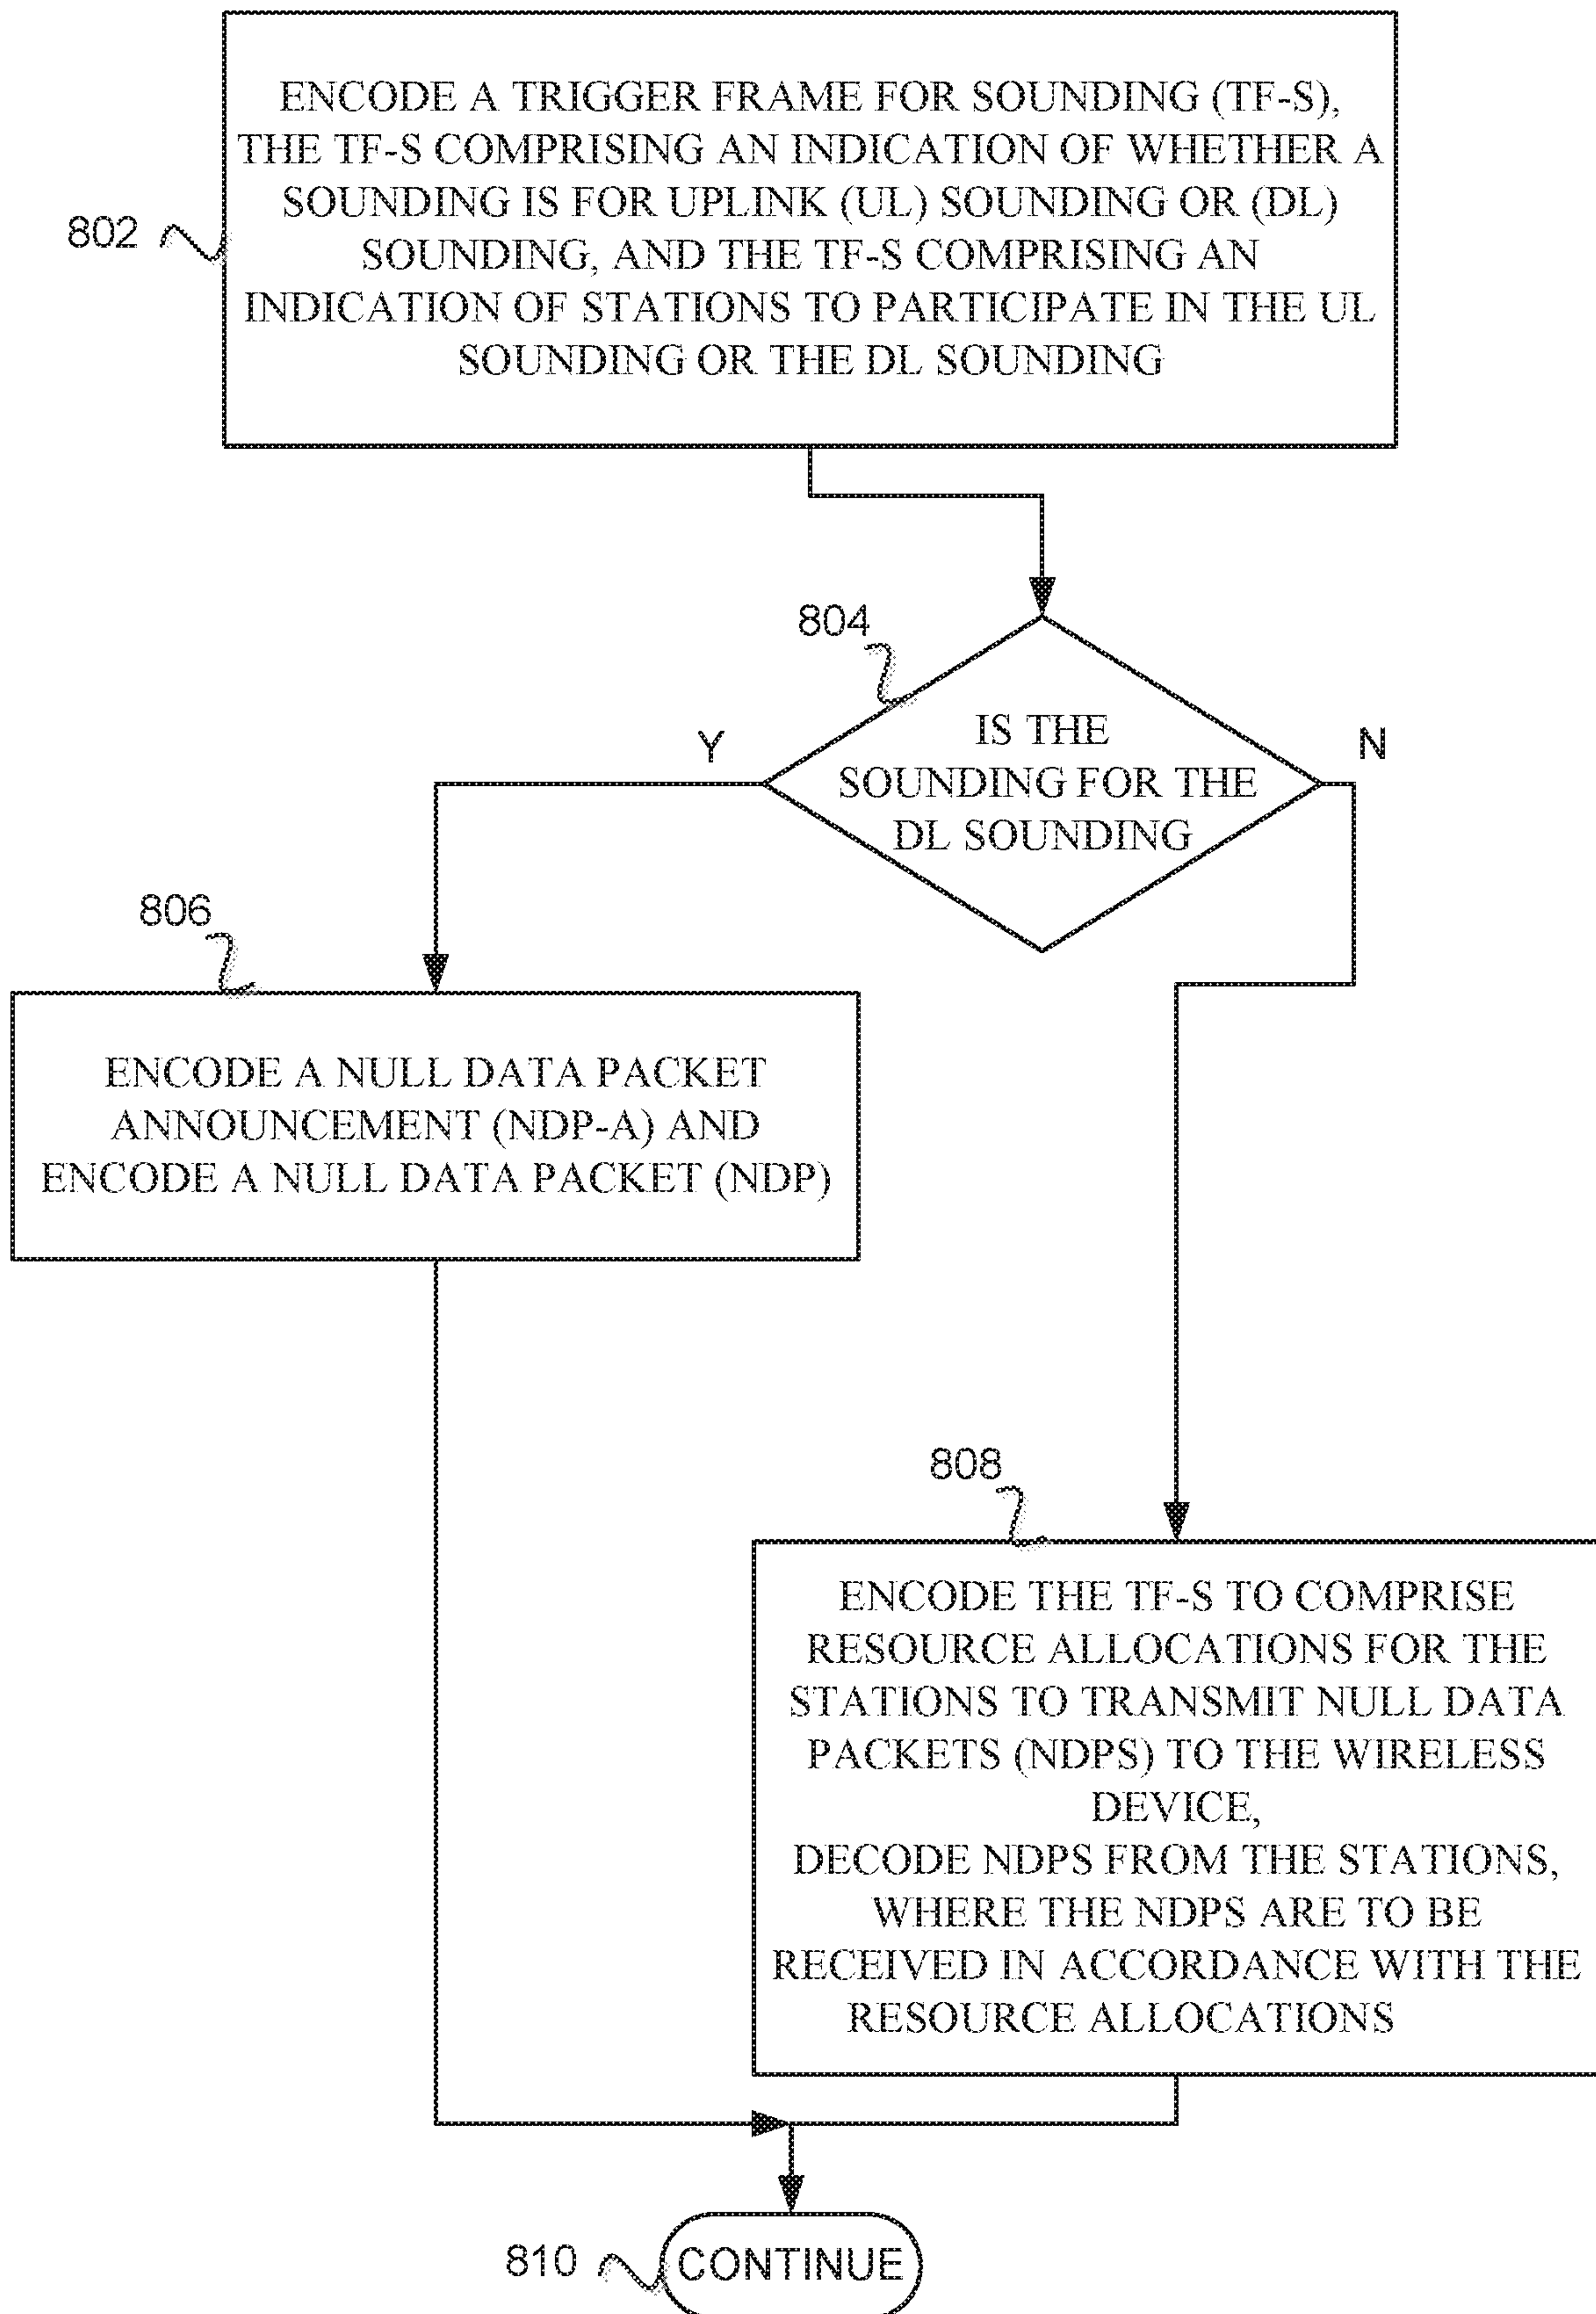 ENCODE A TRIGGER FRAME FOR SOUNDING (TF-S),
THE TF-S COMPRISING AN INDICATION OF WHETHER A
SOUNDING IS FOR UPLINK (UL) SOUNDING OR (DL)
SOUNDING, AND THE TF-S COMPRISING AN
INDICATION OF STATIONS TO PARTICIPATE IN THE UL
SOUNDING OR THE DL SOUNDING
802
804
IS THE
SOUNDING FOR THE
DL SOUNDING
Y
N
806
ENCODE A NULL DATA PACKET
ANNOUNCEMENT (NDP-A) AND
ENCODE A NULL DATA PACKET (NDP)
808
ENCODE THE TF-S TO COMPRISE
RESOURCE ALLOCATIONS FOR THE
STATIONS TO TRANSMIT NULL DATA
PACKETS (NDPS) TO THE WIRELESS
DEVICE,
DECODE NDPS FROM THE STATIONS,
WHERE THE NDPS ARE TO BE
RECEIVED IN ACCORDANCE WITH THE
RESOURCE ALLOCATIONS
810
CONTINUE